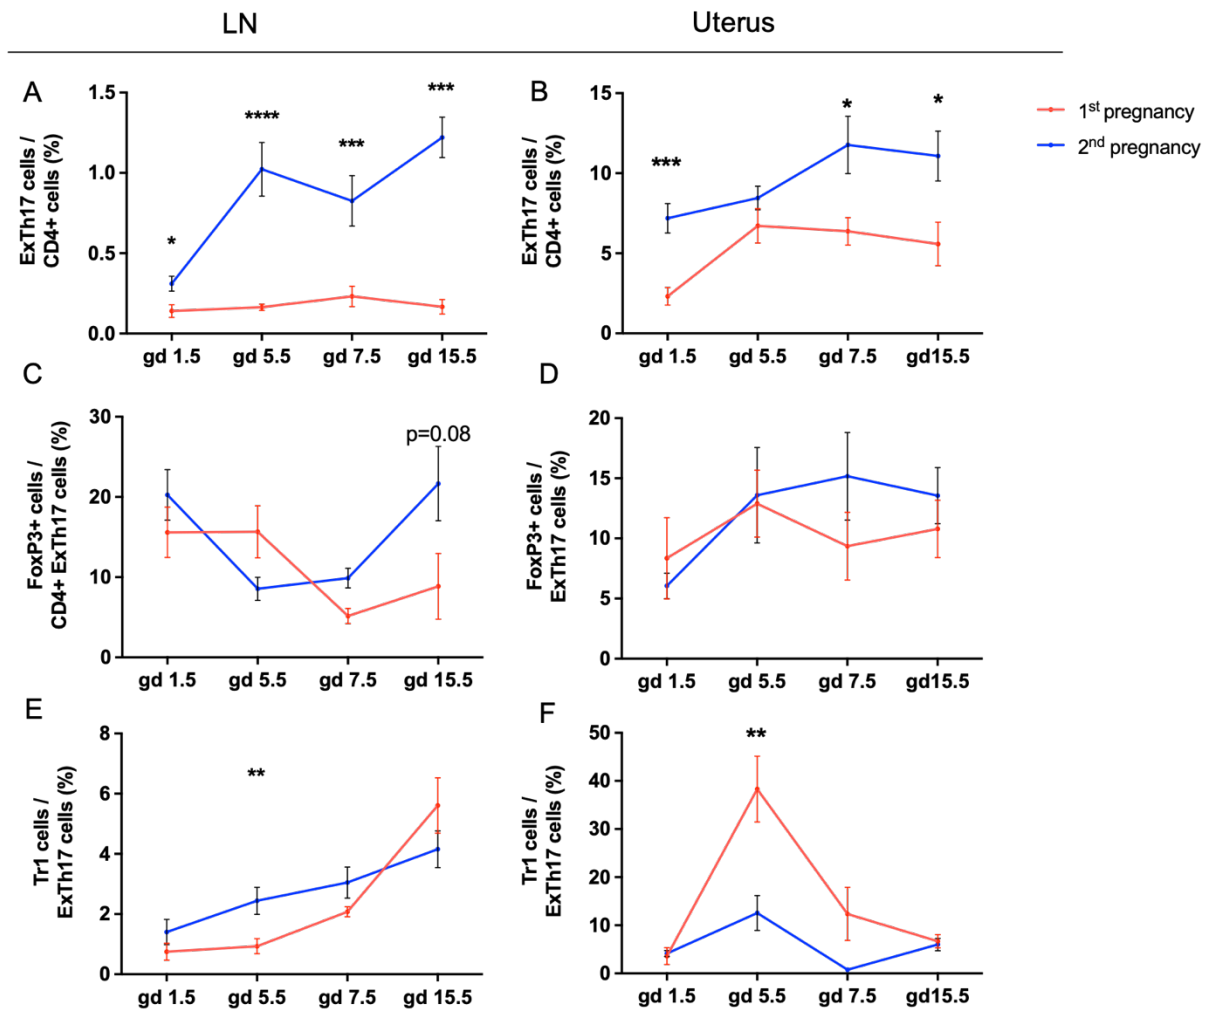 LN
Uterus
A
ExTh17 cells /
CD4+ cells (%)
1.5
1.0
0.5
0.0
*
****
***
***
gd 1.5
gd 5.5
gd 7.5
gd 15.5
B
ExTh17 cells /
CD4+ cells (%)
15
10
5
0
***
*
*
gd 1.5
gd 5.5
gd 7.5
gd15.5
1st pregnancy
2nd pregnancy
C
FoxP3+ cells /
CD4+ ExTh17 cells (%)
30
20
10
0
p=0.08
gd 1.5
gd 5.5
gd 7.5
gd 15.5
D
FoxP3+ cells /
ExTh17 cells (%)
20
15
10
5
0
gd 1.5
gd 5.5
gd 7.5
gd15.5
E
Tr1 cells /
ExTh17 cells (%)
8
6
4
2
0
**
gd 1.5
gd 5.5
gd 7.5
gd 15.5
F
Tr1 cells /
ExTh17 cells (%)
50
40
30
20
10
0
**
gd 1.5
gd 5.5
gd 7.5
gd15.5